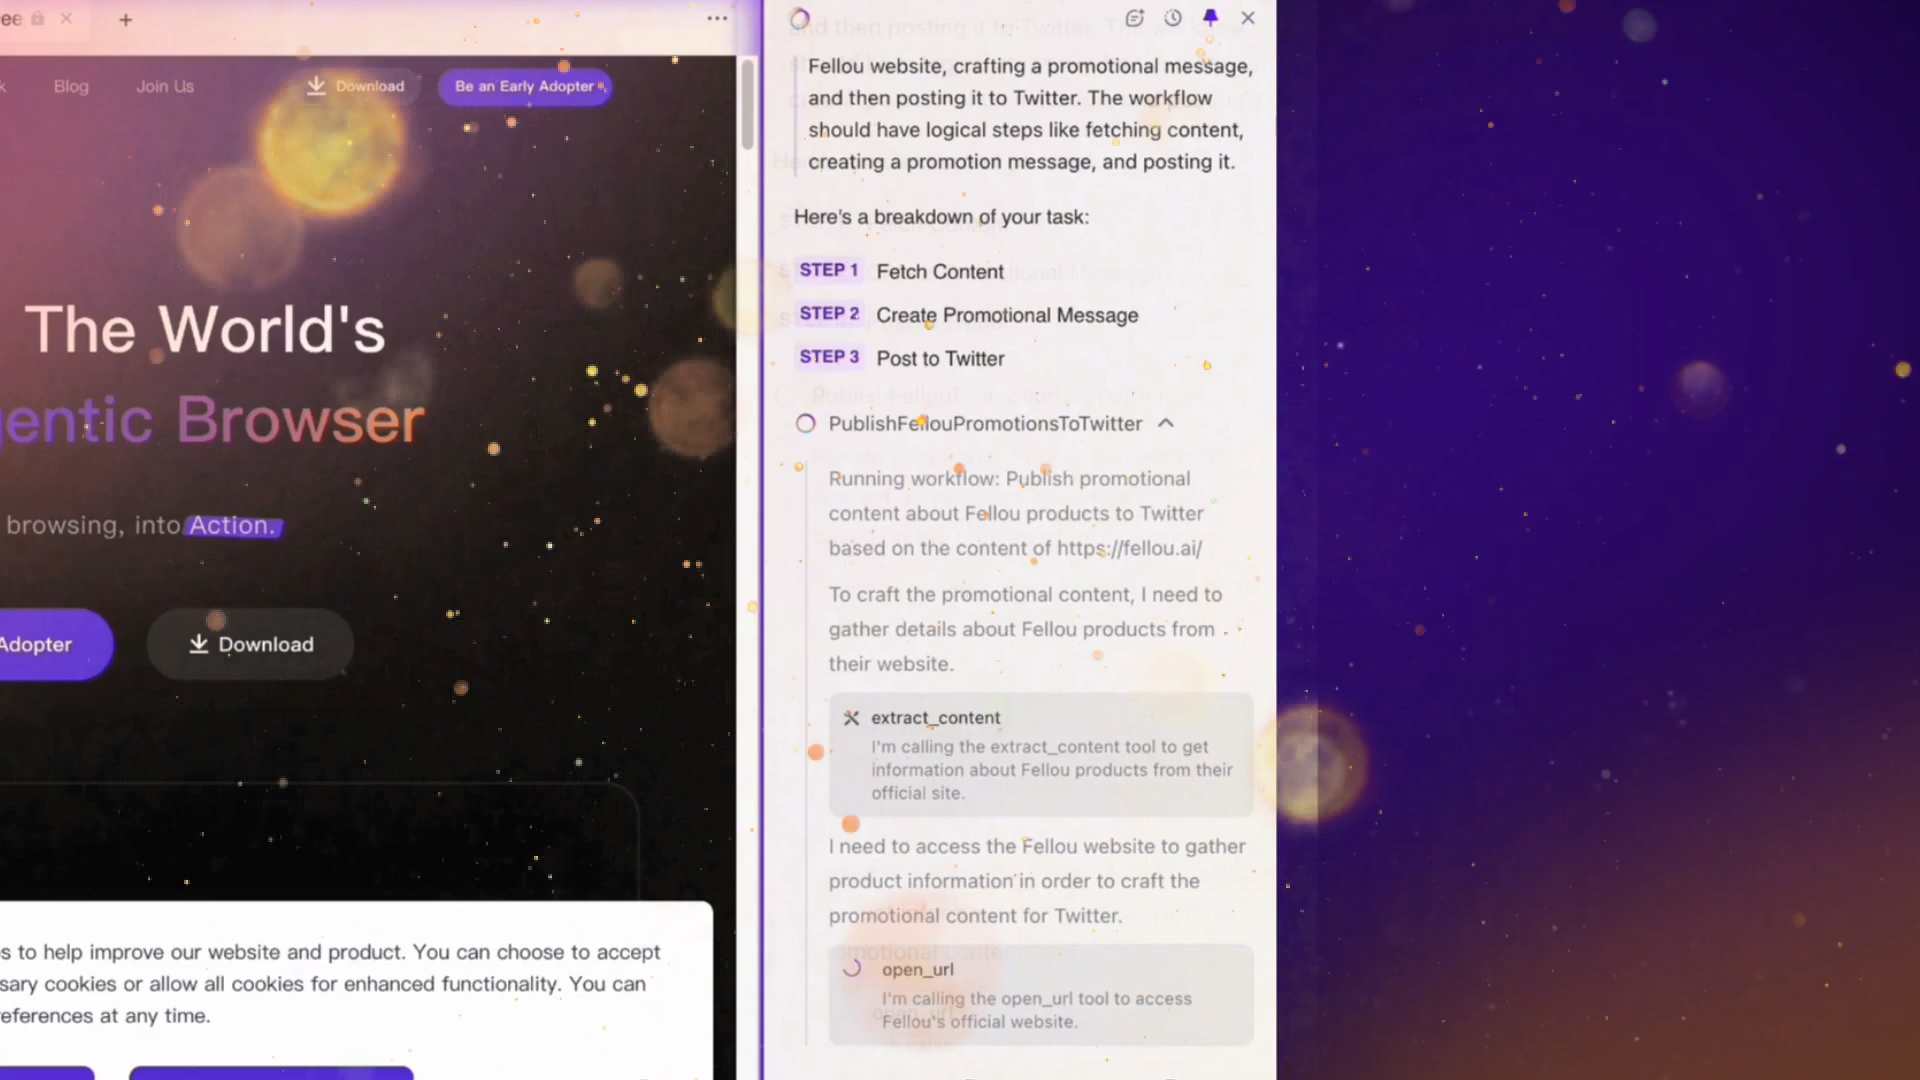 ee
Blog
Join Us
Download
Be an Early Adopter
The World's
gentic Browser
browsing, into Action.
Adopter
Download
s to help improve our website and product. You can choose to accept
sary cookies or allow all cookies for enhanced functionality. You can
eferences at any time.
Fellou website, crafting a promotional message,
and then posting it to Twitter. The workflow
should have logical steps like fetching content,
creating a promotion message, and posting it.
Here's a breakdown of your task:
STEP 1 Fetch Content
STEP 2 Create Promotional Message
STEP 3 Post to Twitter
PublishFellouPromotionsToTwitter
Running workflow: Publish promotional
content about Fellou products to Twitter
based on the content of https://fellou.ai/
To craft the promotional content, I need to
gather details about Fellou products from
their website.
extract_content
I'm calling the extract_content tool to get
information about Fellou products from their
official site.
I need to access the Fellou website to gather
product information in order to craft the
promotional content for Twitter.
open_url
I'm calling the open_url tool to access
Fellou's official website.